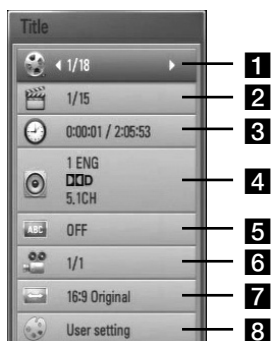 Title
1/18 1
1/15 2
0:00:01 / 2:05:53 3
1 ENG
D 4
5.1CH
ABC OFF 5
1/1 6
16:9 Original 7
User setting 8